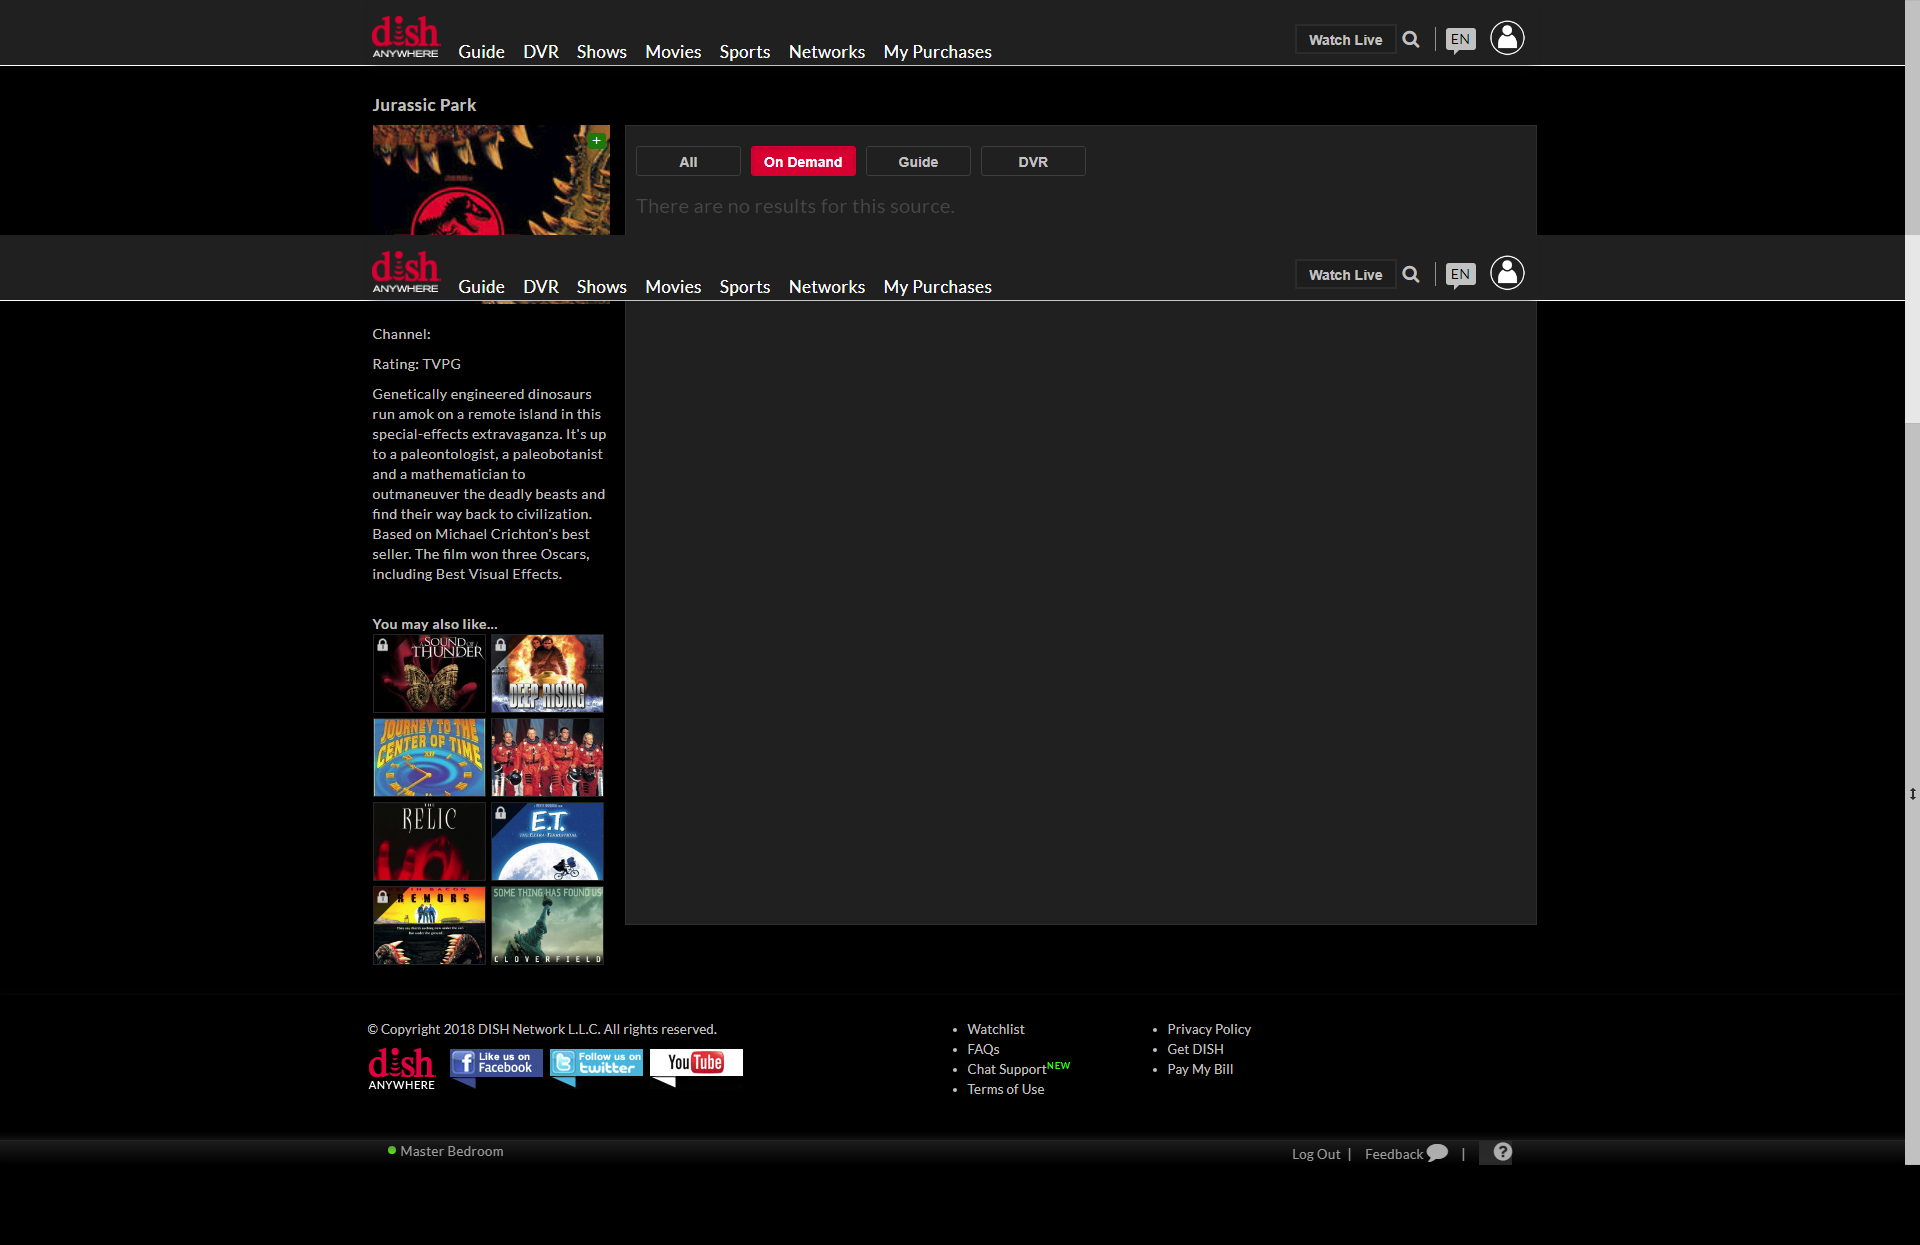 dish
ANYWHERE
Guide DVR Shows Movies Sports Networks My Purchases
Watch Live
EN
Jurassic Park
+
All
On Demand
Guide
DVR
There are no results for this source.
dish
ANYWHERE
Guide DVR Shows Movies Sports Networks My Purchases
Watch Live
EN
Channel:
Rating: TVPG
Genetically engineered dinosaurs
run amok on a remote island in this
special-effects extravaganza. It's up
to a paleontologist, a paleobotanist
and a mathematician to
outmaneuver the deadly beasts and
find their way back to civilization.
Based on Michael Crichton's best
seller. The film won three Oscars,
including Best Visual Effects.
You may also like...
SOUND OF
THUNDER
DEEP RISING
JOURNEY TO THE
CENTER OF TIME
THE
RELIC
E.T.
THE EXTRA-TERRESTRIAL
REMORS
SOME THING HAS FOUND US
CLOVERFIELD
© Copyright 2018 DISH Network L.L.C. All rights reserved.
dish
ANYWHERE
Like us on
Facebook
Follow us on
twitter
YouTube
Watchlist
FAQs
Chat Support NEW
Terms of Use
Privacy Policy
Get DISH
Pay My Bill
Master Bedroom
Log Out | Feedback | ?